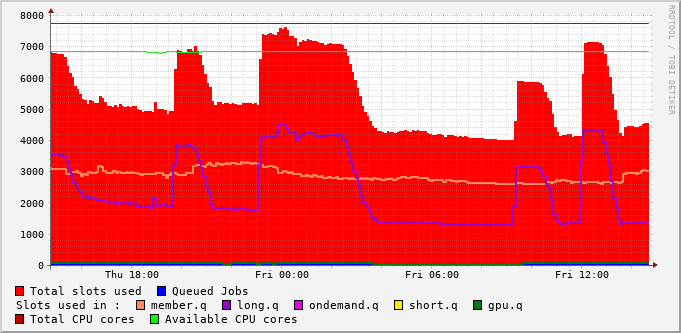 8000
7000
6000
5000
4000
3000
2000
1000
0
Thu 18:00 Fri 00:00 Fri 06:00 Fri 12:00
RRDTOOL / TOBI OETIKER
Total slots used Queued Jobs
Slots used in : member.q long.q ondemand.q short.q gpu.q
Total CPU cores Available CPU cores